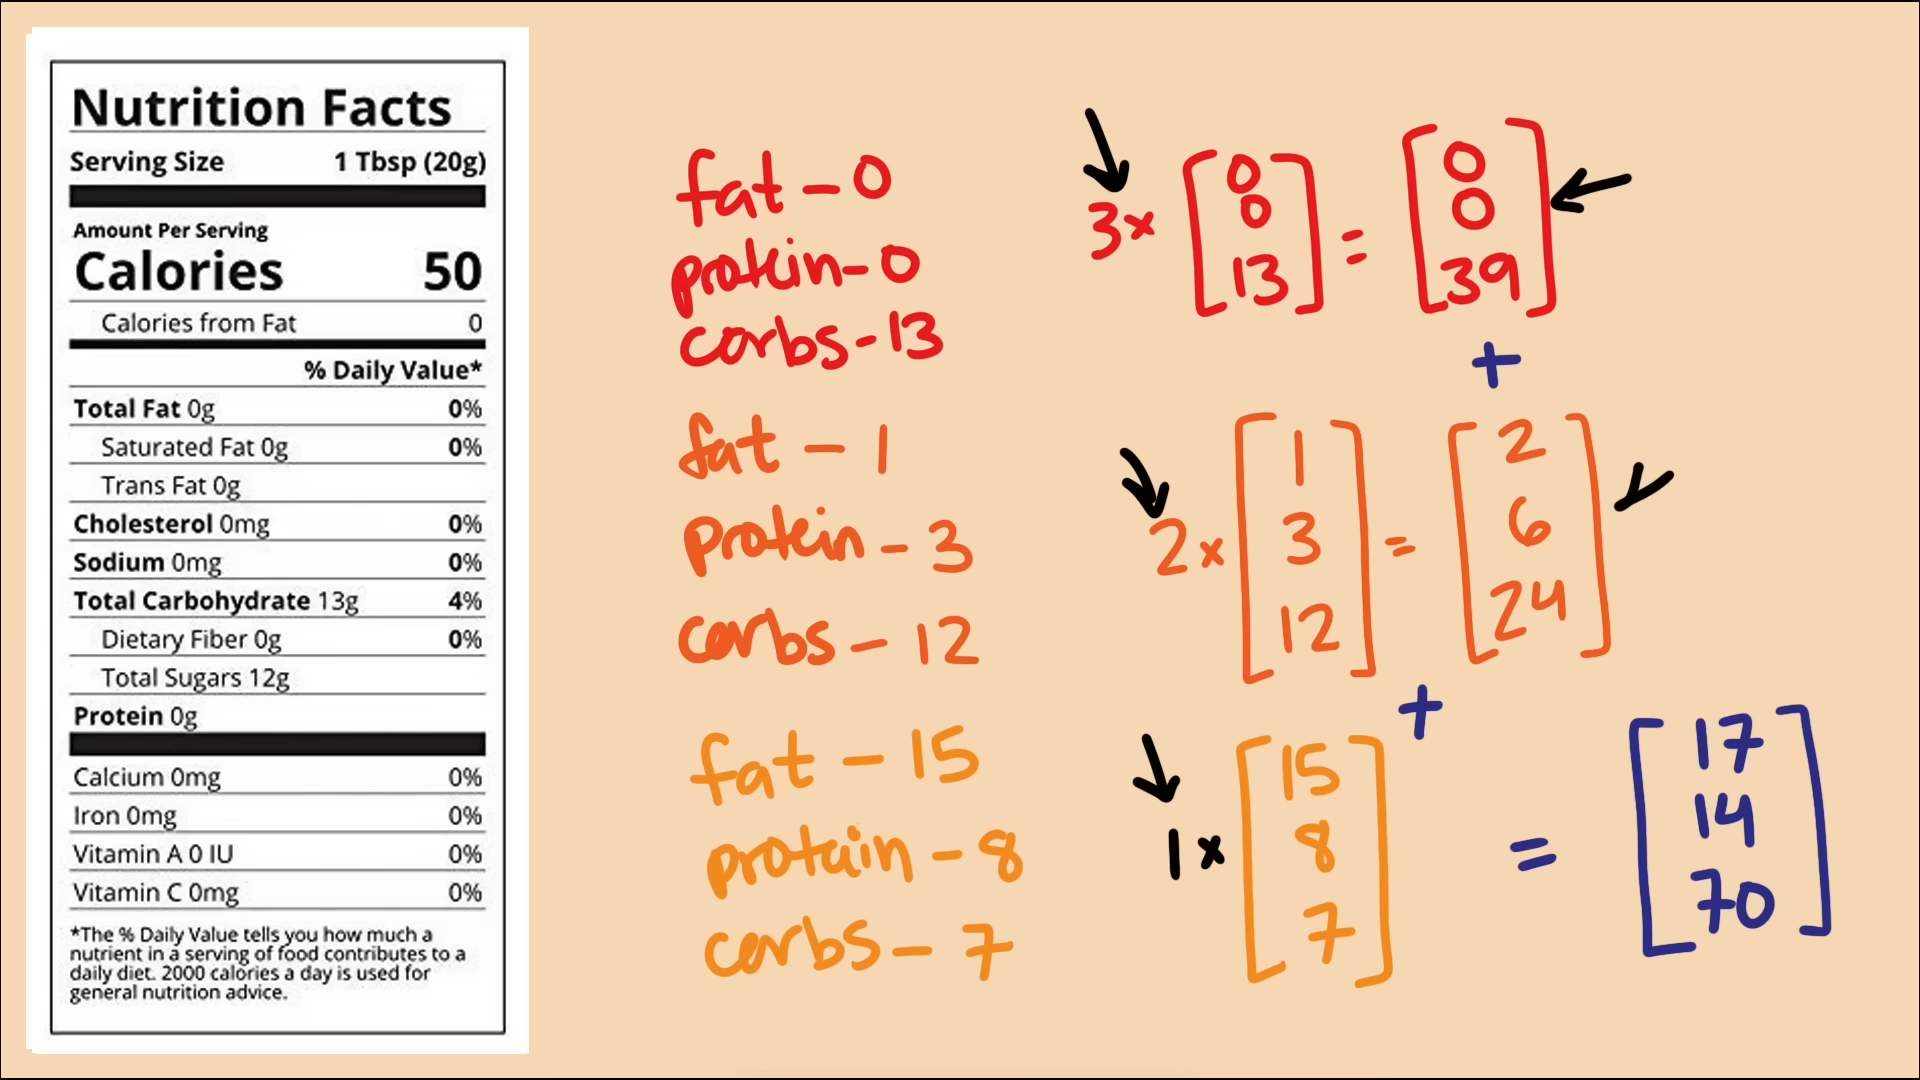 Nutrition Facts
Serving Size 1 Tbsp (20g)
Amount Per Serving
Calories 50
Calories from Fat 0
% Daily Value*
Total Fat 0g 0%
Saturated Fat 0g 0%
Trans Fat 0g
Cholesterol 0mg 0%
Sodium 0mg 0%
Total Carbohydrate 13g 4%
Dietary Fiber 0g 0%
Total Sugars 12g
Protein 0g
Calcium 0mg 0%
Iron 0mg 0%
Vitamin A 0 IU 0%
Vitamin C 0mg 0%
*The % Daily Value tells you how much a
nutrient in a serving of food contributes to a
daily diet. 2000 calories a day is used for
general nutrition advice.
fat - 0
protein - 0
carbs - 13
3x [0 0 13] = [0 0 39]
+
fat - 1
protein - 3
carbs - 12
2x [1 3 12] = [2 6 24]
+
fat - 15
protein - 8
carbs - 7
1x [15 8 7] = [17 14 70]